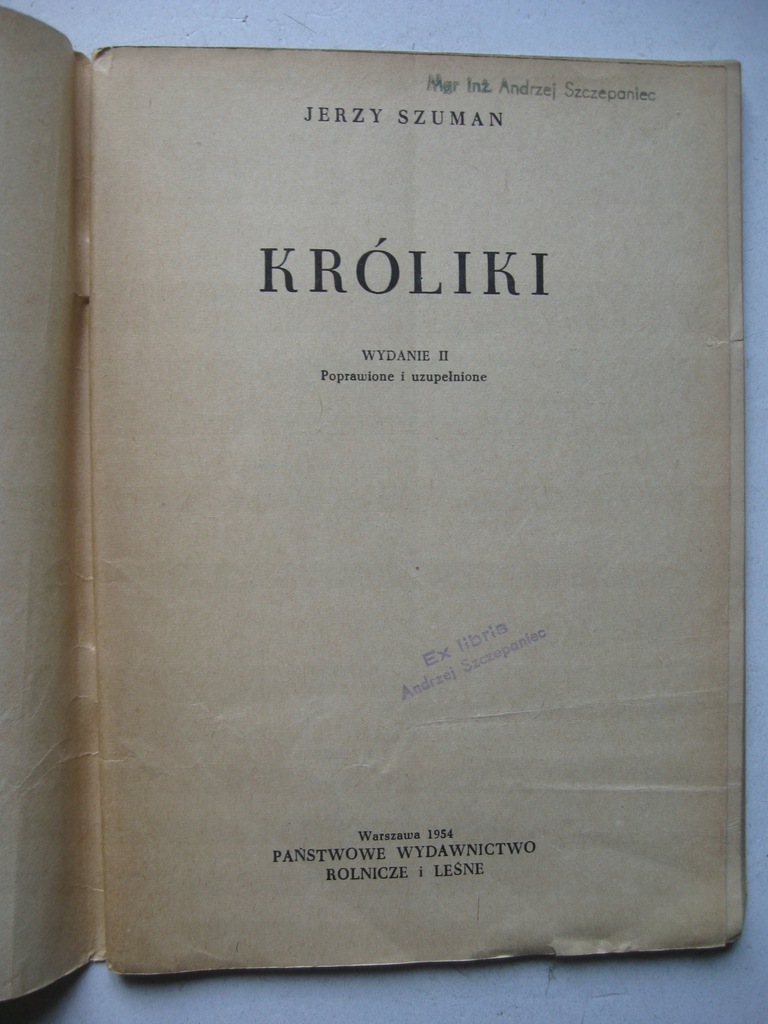 Mgr Inż. Andrzej Szczepaniec
JERZY SZUMAN
KRÓLIKI
WYDANIE II
Poprawione i uzupełnione
Ex libris
Andrzej Szczepaniec
Warszawa 1954
PAŃSTWOWE WYDAWNICTWO
ROLNICZE i LEŚNE